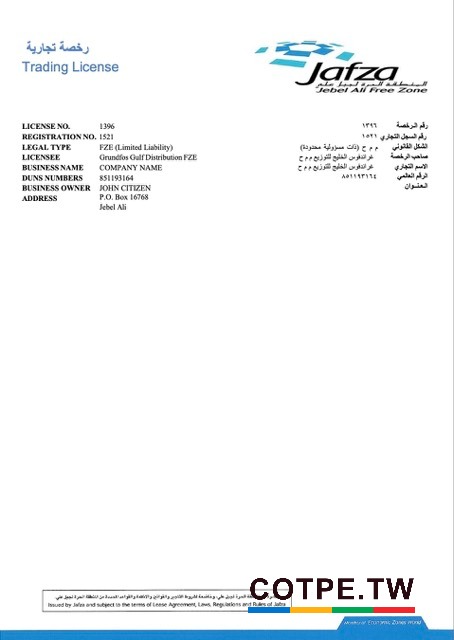 رخصة تجارية
Trading License
Jafza
المنطقة الحرة لجبل علي
Jebel Ali Free Zone
LICENSE NO. 1396 رقم الرخصة ١٣٩٦
REGISTRATION NO. 1521 رقم السجل التجاري ١٥٢١
LEGAL TYPE FZE (Limited Liability) الشكل القانوني م م ح (ذات مسؤولية محدودة)
LICENSEE Grundfos Gulf Distribution FZE صاحب الرخصة غراندفوس الخليج للتوزيع م م ح
BUSINESS NAME COMPANY NAME الاسم التجاري غراندفوس الخليج للتوزيع م م ح
DUNS NUMBERS 851193164 الرقم العالمي ٨٥١١٩٣١٦٤
BUSINESS OWNER JOHN CITIZEN العنوان
ADDRESS P.O. Box 16768
Jebel Ali
Issued by Jafza and subject to the terms of Lease Agreement, Laws, Regulations and Rules of Jafza
COTPE.TW
Economic Zones World